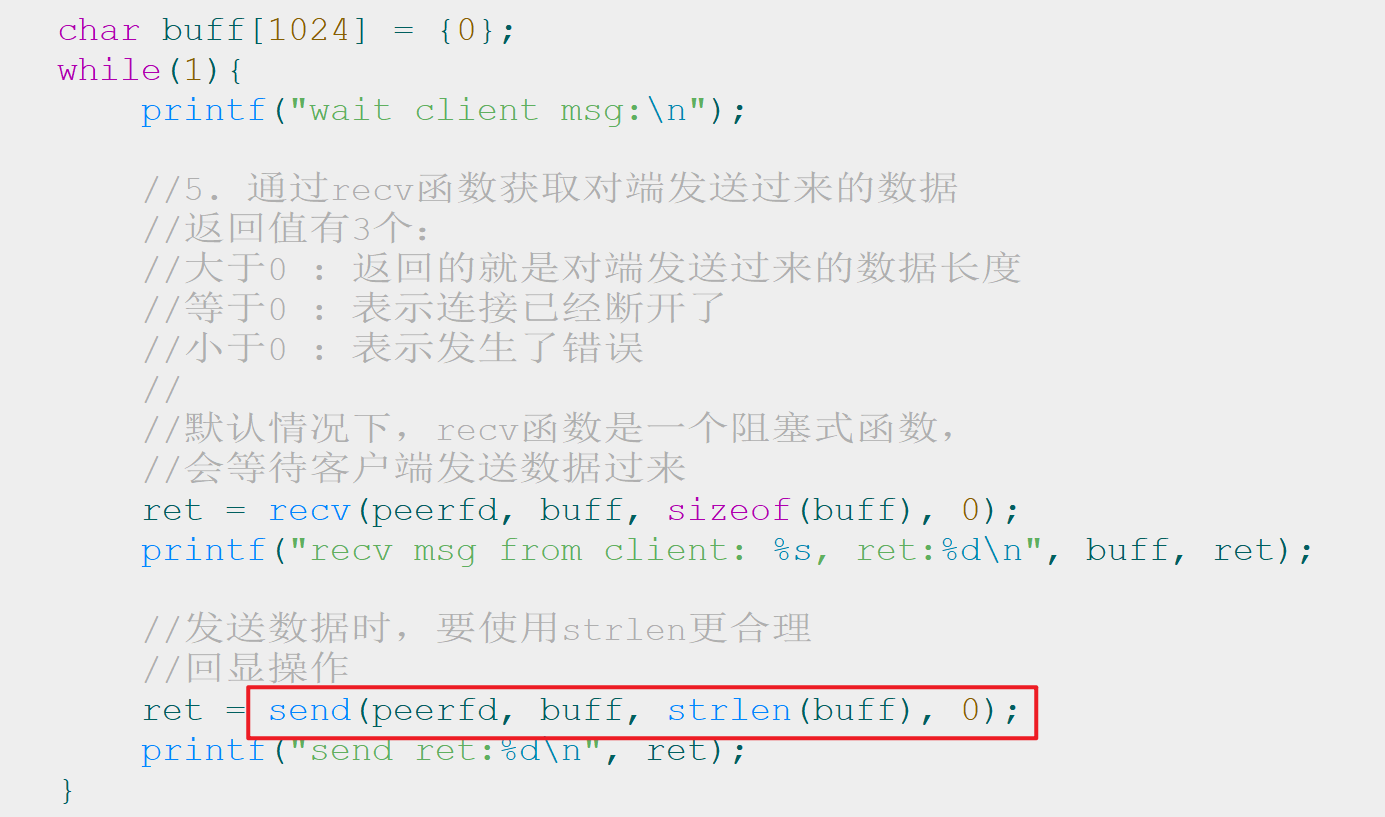 char buff[1024] = {0};
while(1){
printf("wait client msg:\n");
//5. 通过recv函数获取对端发送过来的数据
//返回值有3个：
//大于0 ：返回的就是对端发送过来的数据长度
//等于0 ：表示连接已经断开了
//小于0 ：表示发生了错误
//
//默认情况下，recv函数是一个阻塞式函数，
//会等待客户端发送数据过来
ret = recv(peerfd, buff, sizeof(buff), 0);
printf("recv msg from client: %s, ret:%d\n", buff, ret);
//发送数据时，要使用strlen更合理
//回显操作
ret = send(peerfd, buff, strlen(buff), 0);
printf("send ret:%d\n", ret);
}